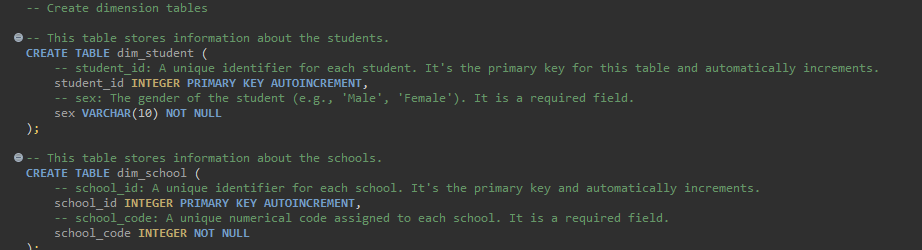 -- Create dimension tables
-- This table stores information about the students.
CREATE TABLE dim_student (
-- student_id: A unique identifier for each student. It's the primary key for this table and automatically increments.
student_id INTEGER PRIMARY KEY AUTOINCREMENT,
-- sex: The gender of the student (e.g., 'Male', 'Female'). It is a required field.
sex VARCHAR(10) NOT NULL
);
-- This table stores information about the schools.
CREATE TABLE dim_school (
-- school_id: A unique identifier for each school. It's the primary key and automatically increments.
school_id INTEGER PRIMARY KEY AUTOINCREMENT,
-- school_code: A unique numerical code assigned to each school. It is a required field.
school_code INTEGER NOT NULL
);